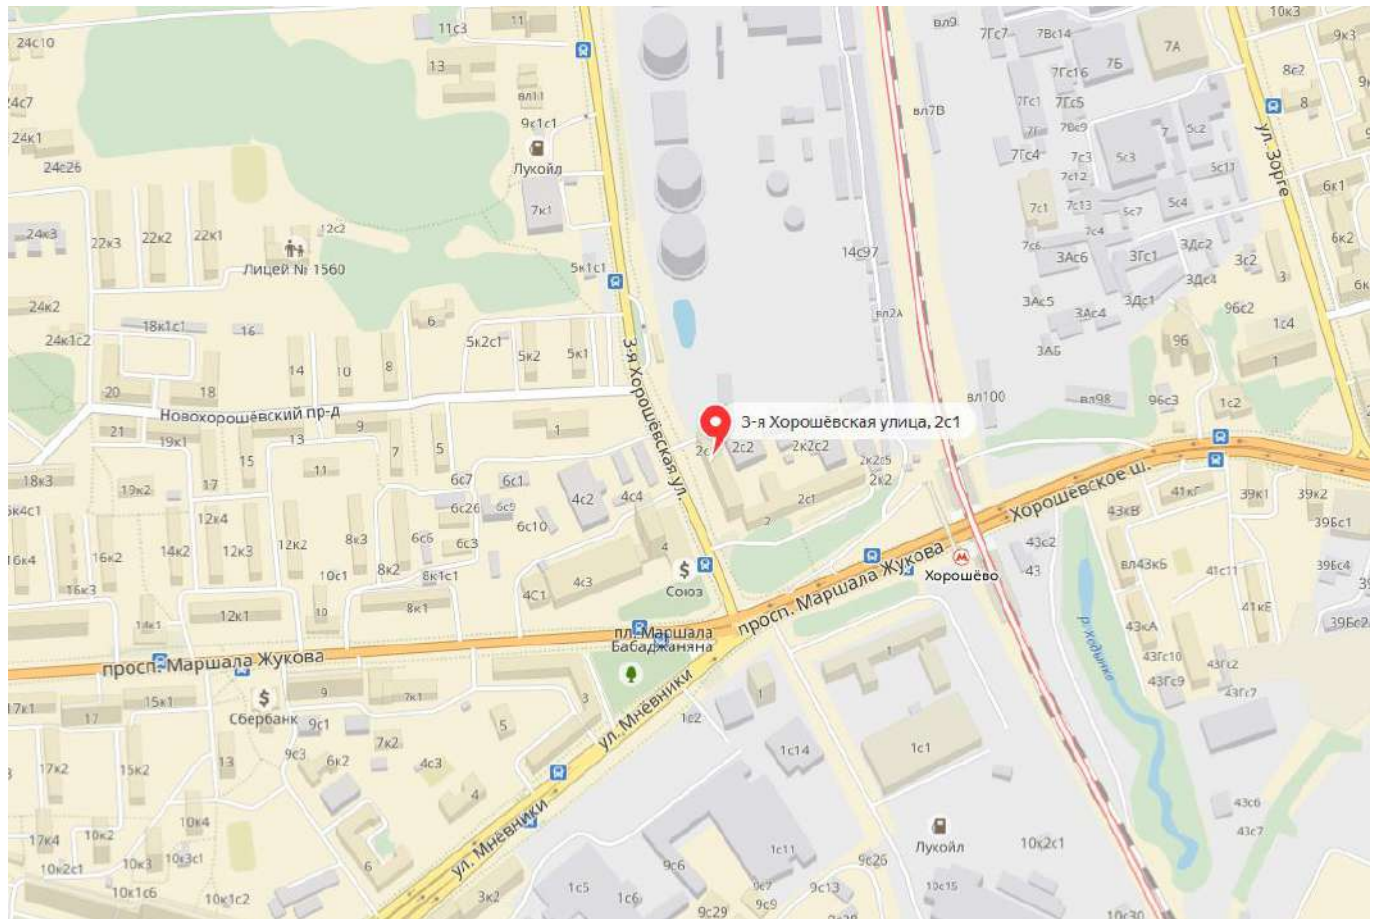 24с10
11с3
11
вл9
7Гс7
7Вс14
7А
10к3
9к3
13
7Б
8с2
7Гс16
24с7
вл11
7Гс1
7Гс5
8
9с1с1
вл7В
24к1
7Вс9
7
5с2
ул. Зорге
24с26
Лукойл
7Гс4
7с3
5с3
5с11
7с12
6к1
7к1
7с1
7с13
5с7
5с4
24к3
22к3
22к2
22к1
12с2
7с4
6к2
7с6
3Дс2
14с97
3Ас6
3Гс1
3с2
Лицей № 1560
5к1с1
3Дс4
3
24к2
3Ас5
3Дс1
96с2
18к1с1
16
6
вл2А
3Ас4
1с4
24к1с2
5к2с1
5к2
5к1
3-я Хорошёвская ул.
3АБ
96
1
14
10
8
20
18
вл100
вл98
96с3
1с2
Новохорошёвский пр-д
3-я Хорошёвская улица, 2с1
21
19к1
13
9
1
15
11
7
5
2с2
2к2с2
2к2с5
2к2
18к3
19к2
17
6с7
6с1
4с2
4с4
2с1
2
Хорошёвское ш.
41кГ
39к1
39к2
12к4
6с26
6с9
6с10
43кВ
39Бс1
16к4
16к2
14к2
12к3
12к2
8к3
6с6
6с3
4
43с2
10с1
8к2
8к1с1
4с3
Союз
Хорошёво
43
вл43кБ
41с11
39Бс4
16к3
4С1
12к1
10
8к1
41кЕ
14к1
просп. Маршала Жукова
пл. Маршала
Бабаджаняна
43кА
39Бс2
просп. Маршала Жукова
1
р. Ходынка
43Гс10
43Гс2
43Гс9
43Гс7
17к1
17
15к1
9
7к1
3
ул. Мнёвники
1
Сбербанк
9с1
5
1с2
7к2
9с3
1с14
1с1
17к2
15к2
13
6к2
4с3
4
43с6
ул. Мнёвники
10к4
43с7
17к4
10к2
Лукойл
10к2с1
10к2с1
10к3
10к3с1
6
9с6
1с11
9с26
10к1с6
10к1с2
3к2
1с5
1с6
9с7
9с13
10с15
9с9
9с29
10с30